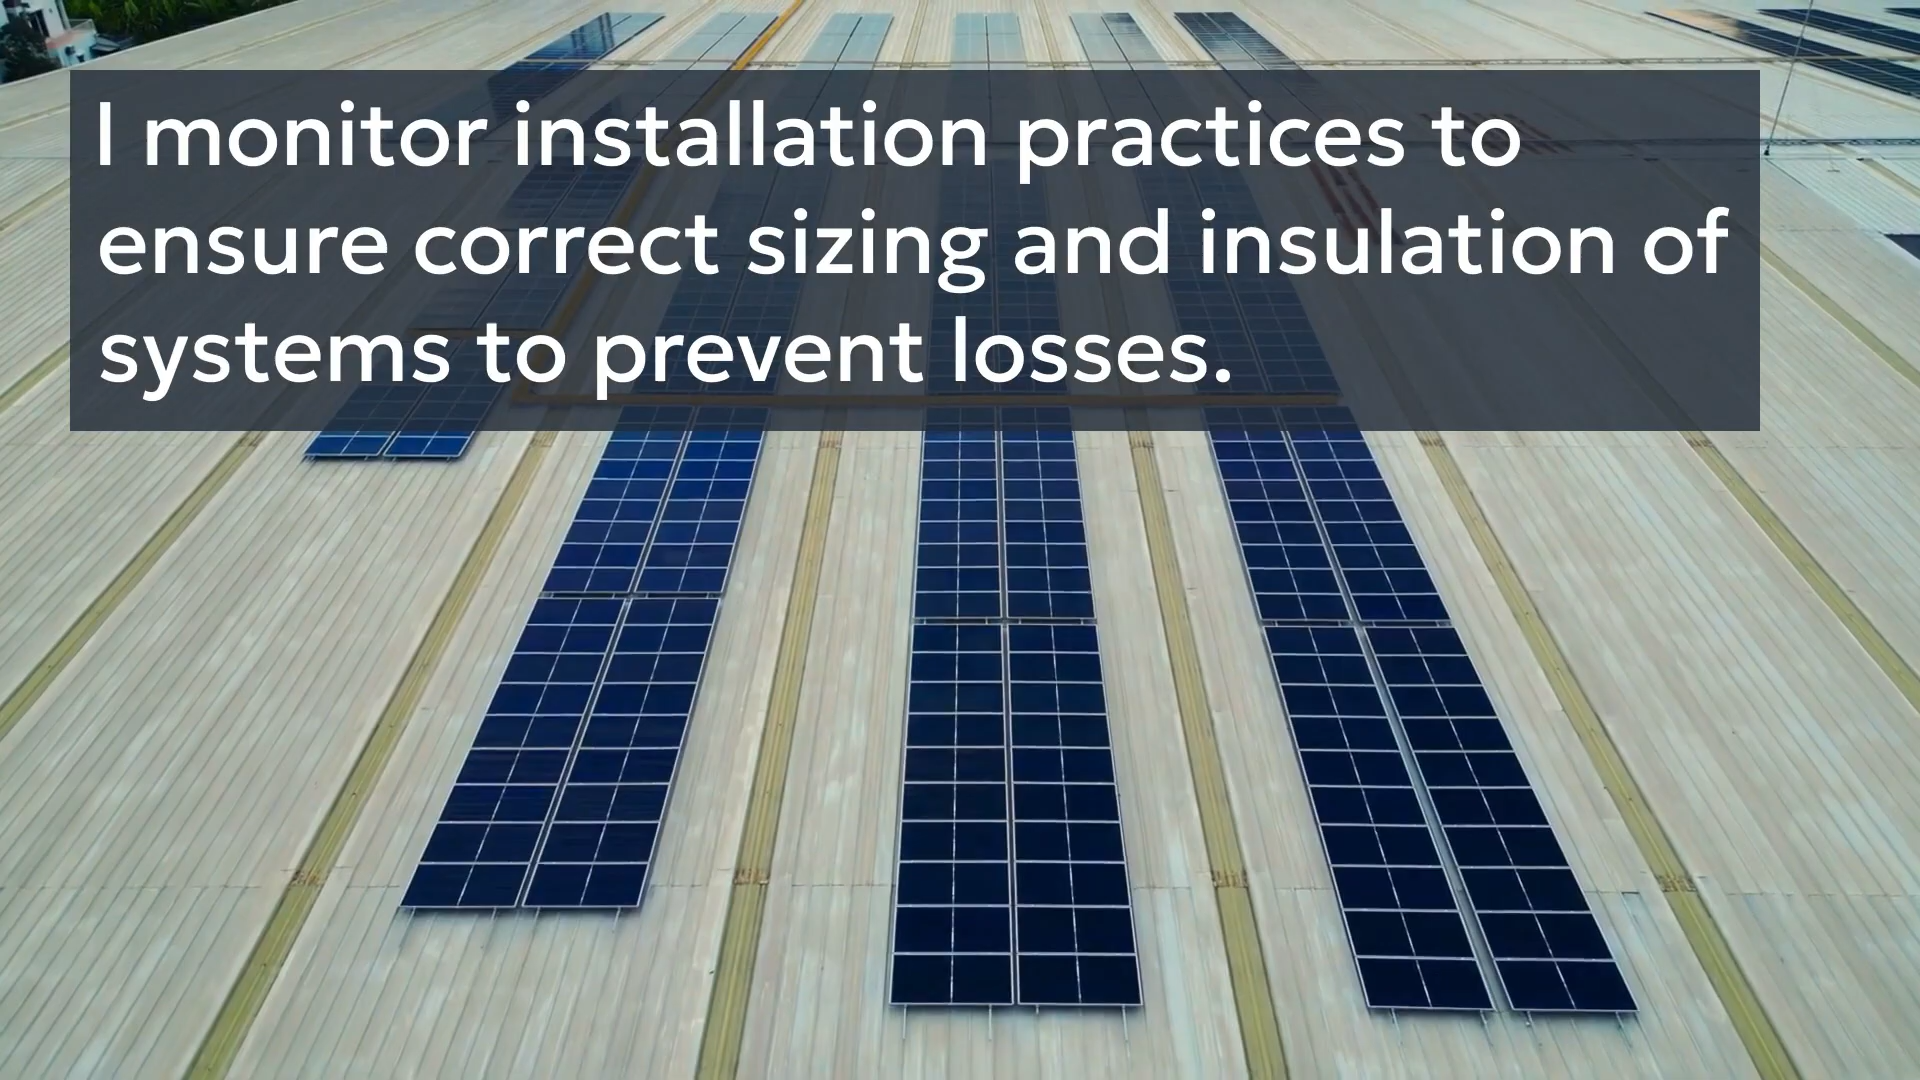 I monitor installation practices to
ensure correct sizing and insulation of
systems to prevent losses.